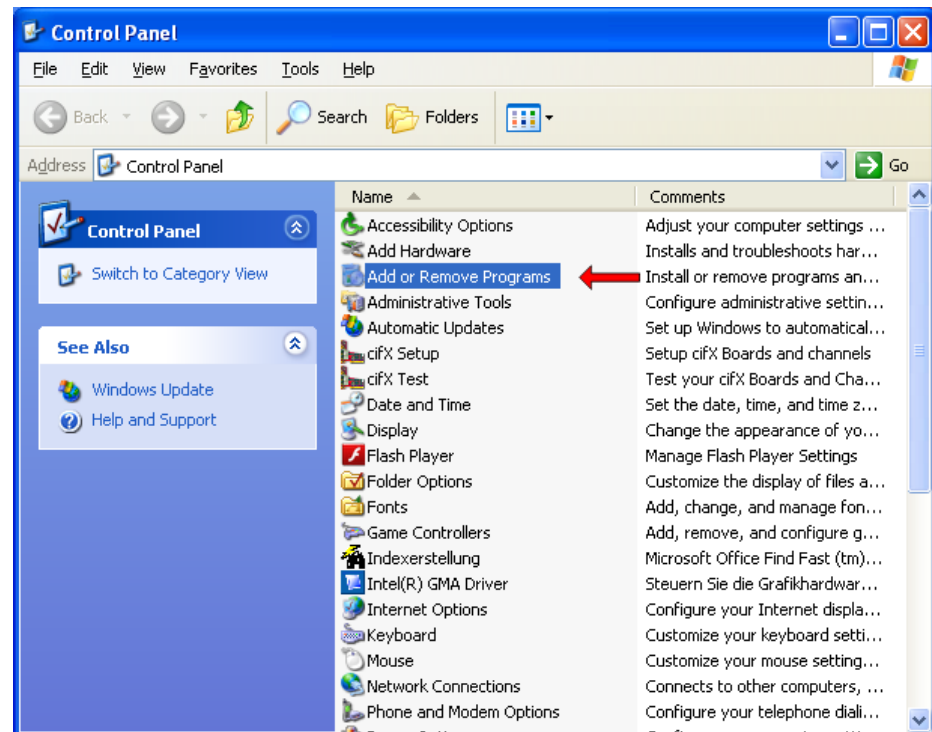 Control Panel
File Edit View Favorites Tools Help
Back Search Folders
Address Control Panel Go
Control Panel
Switch to Category View
See Also
Windows Update
Help and Support
Name Comments
Accessibility Options Adjust your computer settings ...
Add Hardware Installs and troubleshoots har...
Add or Remove Programs Install or remove programs an...
Administrative Tools Configure administrative settin...
Automatic Updates Set up Windows to automatical...
cifX Setup Setup cifX Boards and channels
cifX Test Test your cifX Boards and Cha...
Date and Time Set the date, time, and time z...
Display Change the appearance of yo...
Flash Player Manage Flash Player Settings
Folder Options Customize the display of files a...
Fonts Add, change, and manage fon...
Game Controllers Add, remove, and configure g...
Indexerstellung Microsoft Office Find Fast (tm)...
Intel(R) GMA Driver Steuern Sie die Grafikhardwar...
Internet Options Configure your Internet displa...
Keyboard Customize your keyboard setti...
Mouse Customize your mouse setting...
Network Connections Connects to other computers, ...
Phone and Modem Options Configure your telephone diali...